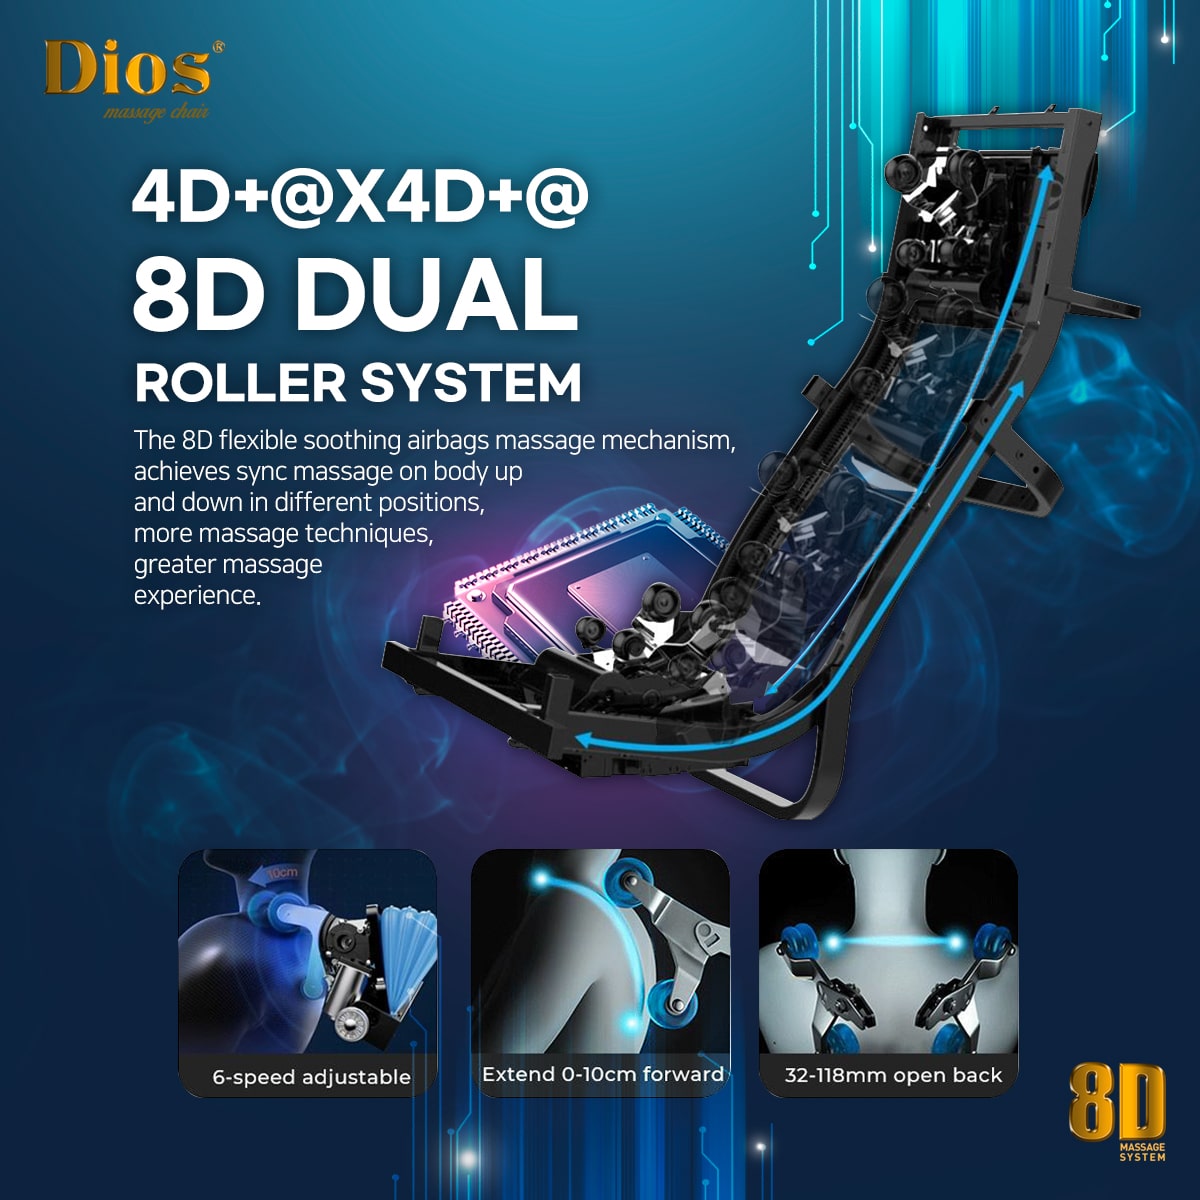 Dios®
massage chair
4D+@X4D+@
8D DUAL
ROLLER SYSTEM
The 8D flexible soothing airbags massage mechanism,
achieves sync massage on body up
and down in different positions,
more massage techniques,
greater massage
experience.
10cm
6-speed adjustable
Extend 0-10cm forward
32-118mm open back
8D
MASSAGE
SYSTEM